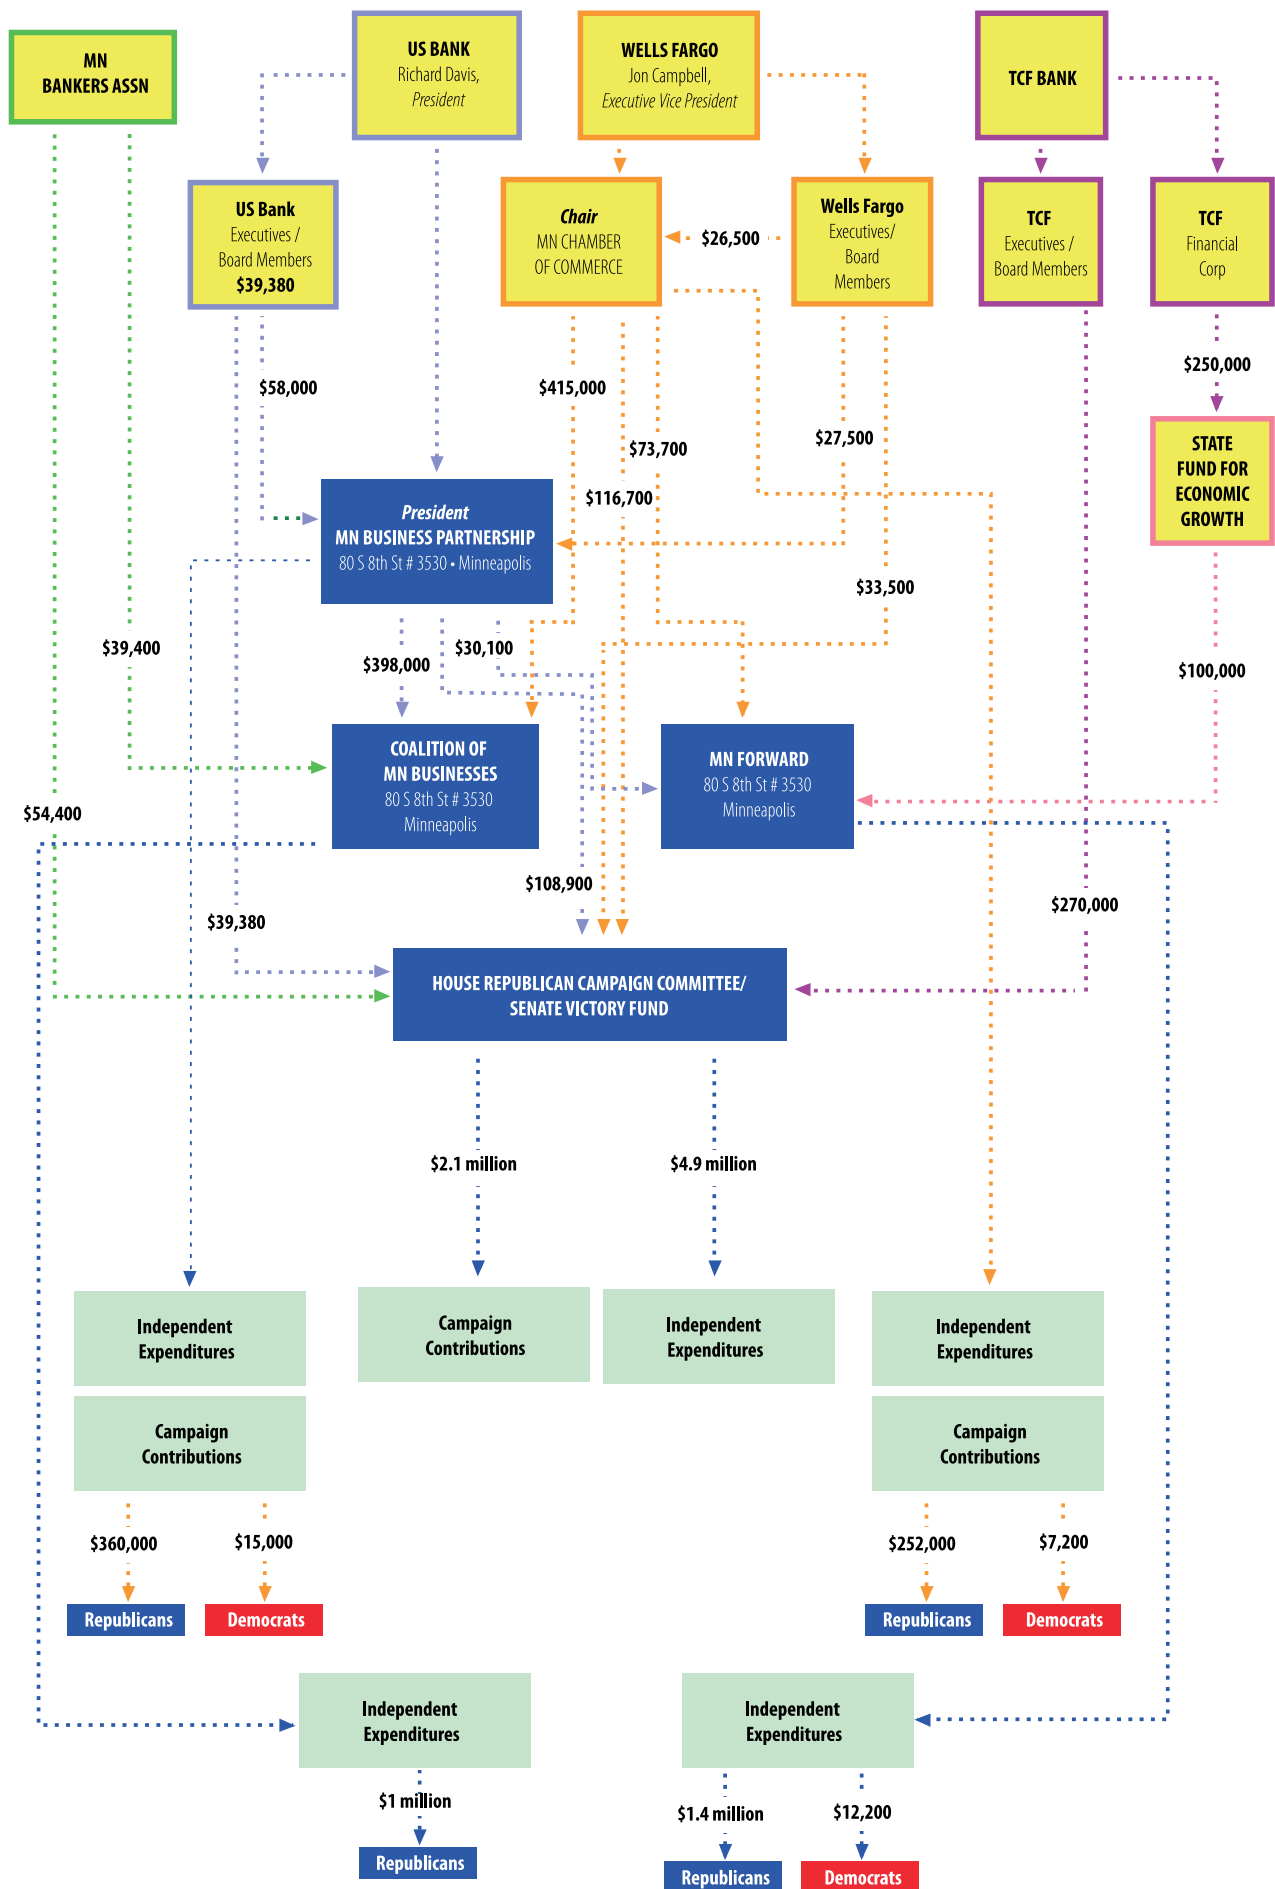 MN
BANKERS ASSN
US BANK
Richard Davis,
President
WELLS FARGO
Jon Campbell,
Executive Vice President
TCF BANK
US Bank
Executives /
Board Members
$39,380
Chair
MN CHAMBER
OF COMMERCE
$26,500
Wells Fargo
Executives/
Board
Members
TCF
Executives /
Board Members
TCF
Financial
Corp
$58,000
$415,000
$73,700
$116,700
$27,500
$250,000
STATE
FUND FOR
ECONOMIC
GROWTH
President
MN BUSINESS PARTNERSHIP
80 S 8th St # 3530 • Minneapolis
$33,500
$39,400
$398,000
$30,100
$100,000
COALITION OF
MN BUSINESSES
80 S 8th St # 3530
Minneapolis
MN FORWARD
80 S 8th St # 3530
Minneapolis
$54,400
$108,900
$39,380
$270,000
HOUSE REPUBLICAN CAMPAIGN COMMITTEE/
SENATE VICTORY FUND
$2.1 million
$4.9 million
Independent
Expenditures
Campaign
Contributions
Independent
Expenditures
Independent
Expenditures
Campaign
Contributions
Campaign
Contributions
$360,000
$15,000
$252,000
$7,200
Republicans
Democrats
Republicans
Democrats
Independent
Expenditures
Independent
Expenditures
$1 million
$1.4 million
$12,200
Republicans
Republicans
Democrats